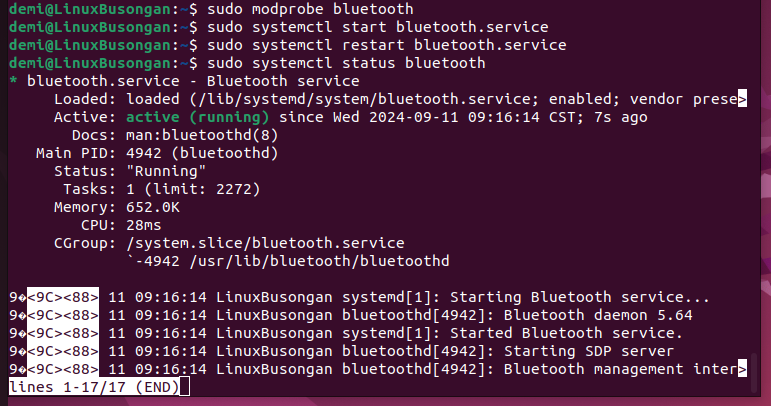 demi@LinuxBusongan:~$ sudo modprobe bluetooth
demi@LinuxBusongan:~$ sudo systemctl start bluetooth.service
demi@LinuxBusongan:~$ sudo systemctl restart bluetooth.service
demi@LinuxBusongan:~$ sudo systemctl status bluetooth
* bluetooth.service - Bluetooth service
Loaded: loaded (/lib/systemd/system/bluetooth.service; enabled; vendor prese>
Active: active (running) since Wed 2024-09-11 09:16:14 CST; 7s ago
Docs: man:bluetoothd(8)
Main PID: 4942 (bluetoothd)
Status: "Running"
Tasks: 1 (limit: 2272)
Memory: 652.0K
CPU: 28ms
CGroup: /system.slice/bluetooth.service
`-4942 /usr/lib/bluetooth/bluetoothd
9�<9C><88> 11 09:16:14 LinuxBusongan systemd[1]: Starting Bluetooth service...
9�<9C><88> 11 09:16:14 LinuxBusongan bluetoothd[4942]: Bluetooth daemon 5.64
9�<9C><88> 11 09:16:14 LinuxBusongan systemd[1]: Started Bluetooth service.
9�<9C><88> 11 09:16:14 LinuxBusongan bluetoothd[4942]: Starting SDP server
9�<9C><88> 11 09:16:14 LinuxBusongan bluetoothd[4942]: Bluetooth management inter>
lines 1-17/17 (END)